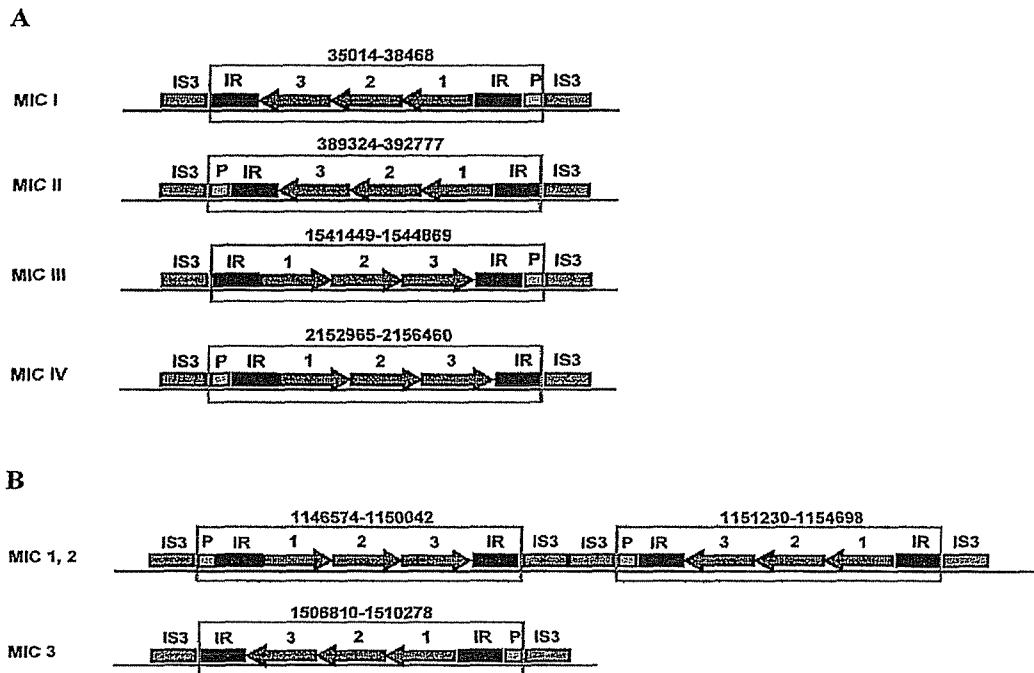 A
35014-38468
IS3 IR 3 2 1 IR P IS3
MIC I
389324-392777
IS3 P IR 3 2 1 IR IS3
MIC II
1541449-1544869
IS3 IR 1 2 3 IR P IS3
MIC III
2152965-2156460
IS3 P IR 1 2 3 IR IS3
MIC IV
B
1146574-1150042 1151230-1154698
IS3 P IR 1 2 3 IR IS3 IS3 P IR 3 2 1 IR IS3
MIC 1, 2
1506810-1510278
IS3 IR 3 2 1 IR P IS3
MIC 3